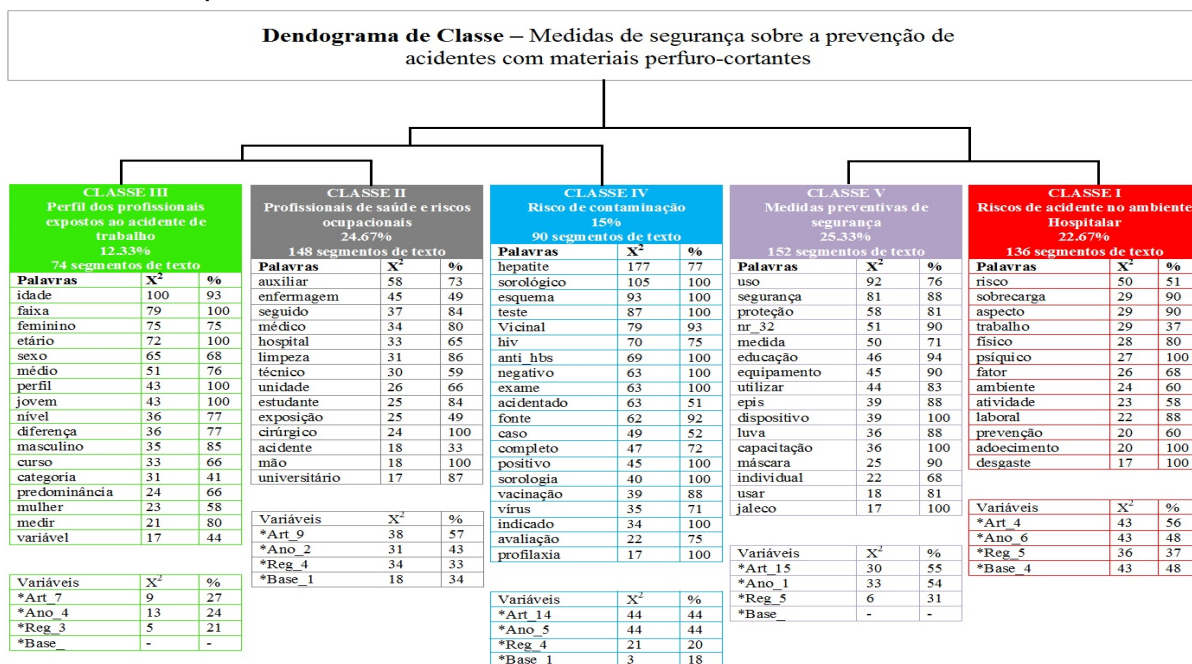 Dendograma de Classe – Medidas de segurança sobre a prevenção de
acidentes com materiais perfuro-cortantes
CLASSE III
Perfil dos profissionais
expostos ao acidente de
trabalho
12.33%
74 segmentos de texto
Palavras X² %
idade 100 93
faixa 79 100
feminino 75 75
etário 72 100
sexo 65 68
médio 51 76
perfil 43 100
jovem 43 100
nível 36 77
diferença 36 77
masculino 35 85
curso 33 66
categoria 31 41
predominância 24 66
mulher 23 58
medir 21 80
variável 17 44
Variáveis X² %
*Art_7 9 27
*Ano_4 13 24
*Reg_3 5 21
*Base_ - -
CLASSE II
Profissionais de saúde e riscos
ocupacionais
24.67%
148 segmentos de texto
Palavras X² %
auxiliar 58 73
enfermagem 45 49
seguido 37 84
médico 34 80
hospital 33 65
limpeza 31 86
técnico 30 59
unidade 26 66
estudante 25 84
exposição 25 49
cirúrgico 24 100
acidente 18 33
mão 18 100
universitário 17 87
Variáveis X² %
*Art_9 38 57
*Ano_2 31 43
*Reg_4 34 33
*Base_1 18 34
CLASSE IV
Risco de contaminação
15%
90 segmentos de texto
Palavras X² %
hepatite 177 77
sorológico 105 100
esquema 93 100
teste 87 100
Vicinal 79 93
hiv 70 75
anti_hbs 69 100
negativo 63 100
exame 63 100
acidentado 63 51
fonte 62 92
caso 49 52
completo 47 72
positivo 45 100
sorologia 40 100
vacinação 39 88
vírus 35 71
indicado 34 100
avaliação 22 75
profilaxia 17 100
Variáveis X² %
*Art_14 44 44
*Ano_5 44 44
*Reg_4 21 20
*Base_1 3 18
CLASSE V
Medidas preventivas de
segurança
25.33%
152 segmentos de texto
Palavras X² %
uso 92 76
segurança 81 88
proteção 58 81
nr_32 51 90
medida 50 71
educação 46 94
equipamento 45 90
utilizar 44 83
epis 39 88
dispositivo 39 100
luva 36 88
capacitação 36 100
máscara 25 90
individual 22 68
usar 18 81
jaleco 17 100
Variáveis X² %
*Art_15 30 55
*Ano_1 33 54
*Reg_5 6 31
*Base_ - -
CLASSE I
Riscos de acidente no ambiente
Hospitalar
22.67%
136 segmentos de texto
Palavras X² %
risco 50 51
sobrecarga 29 90
aspecto 29 90
trabalho 29 37
físico 28 80
psíquico 27 100
fator 26 68
ambiente 24 60
atividade 23 58
laboral 22 88
prevenção 20 60
adoecimento 20 100
desgaste 17 100
Variáveis X² %
*Art_4 43 56
*Ano_6 43 48
*Reg_5 36 37
*Base_4 43 48